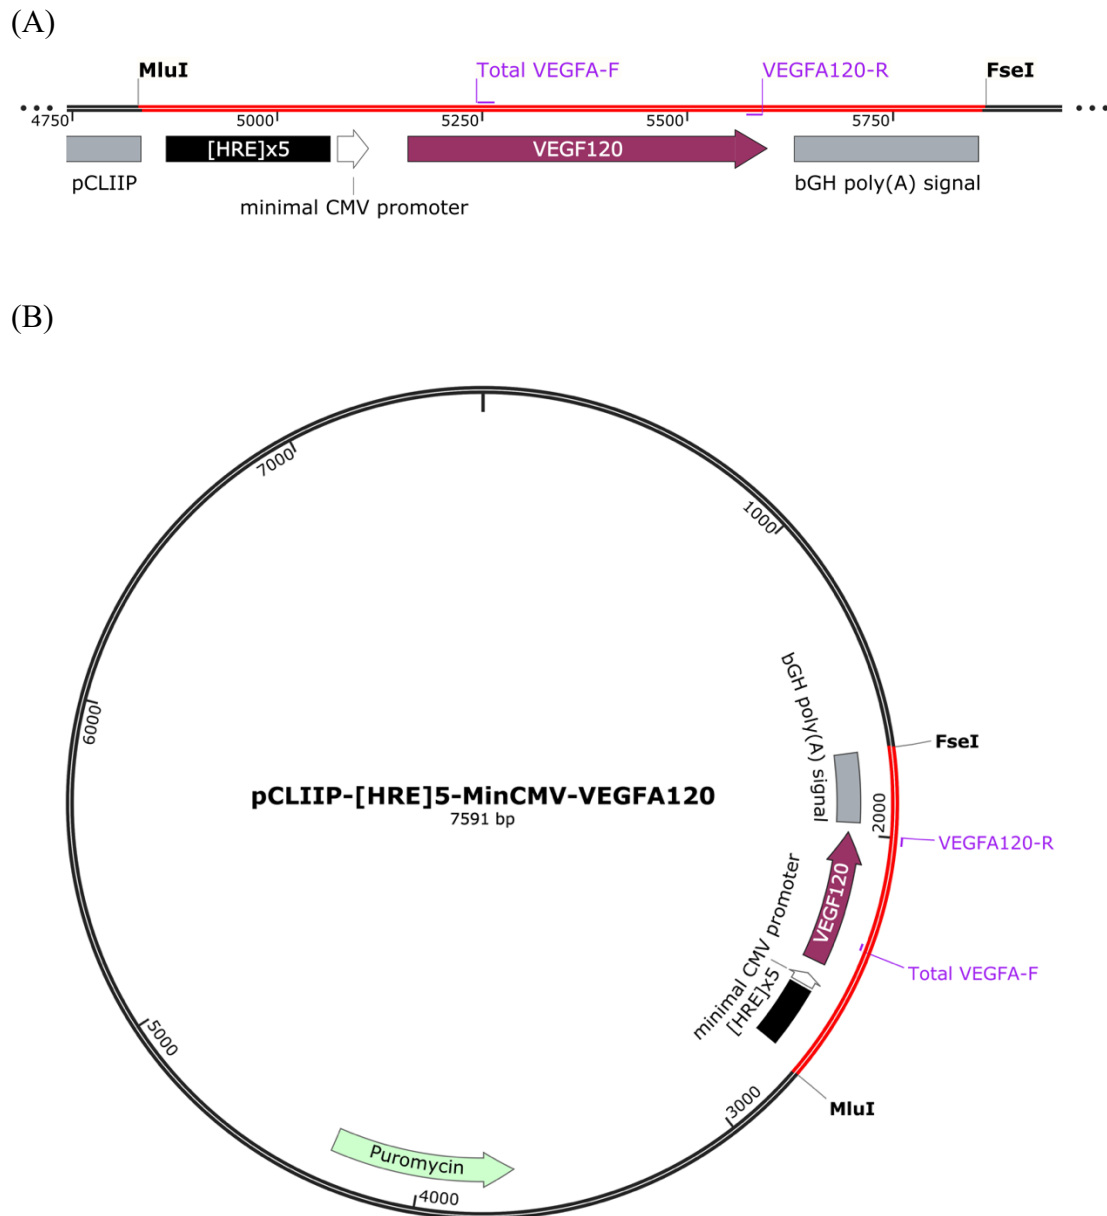 (A)
MluI
Total VEGFA-F
VEGFA120-R
FseI
4750
5000
5250
5500
5750
[HRE]x5
VEGF120
pCLIIP
bGH poly(A) signal
minimal CMV promoter
(B)
7000
1000
6000
bGH poly(A) signal
FseI
pCLIIP-[HRE]5-MinCMV-VEGFA120
7591 bp
2000
VEGFA120-R
VEGF120
minimal CMV promoter
Total VEGFA-F
[HRE]x5
5000
3000
MluI
Puromycin
4000